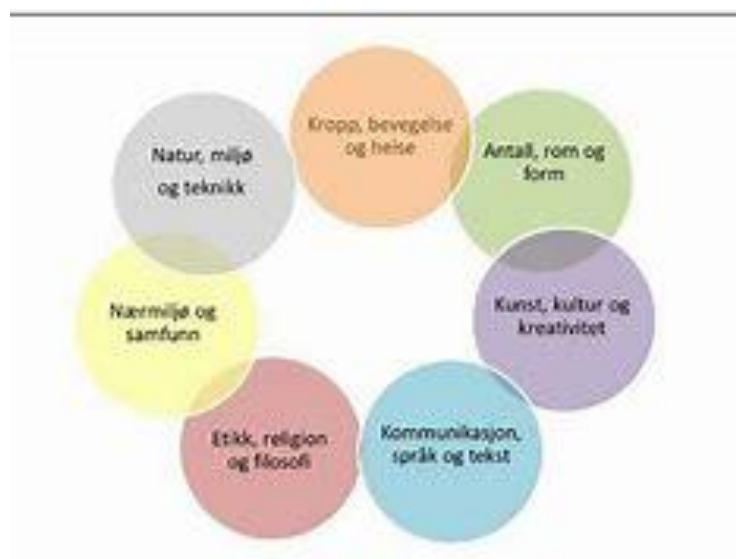 Kropp, bevegelse
og helse
Antall, rom og
form
Kunst, kultur og
kreativitet
Kommunikasjon,
språk og tekst
Etikk, religion
og filosofi
Nærmiljø og
samfunn
Natur, miljø
og teknikk